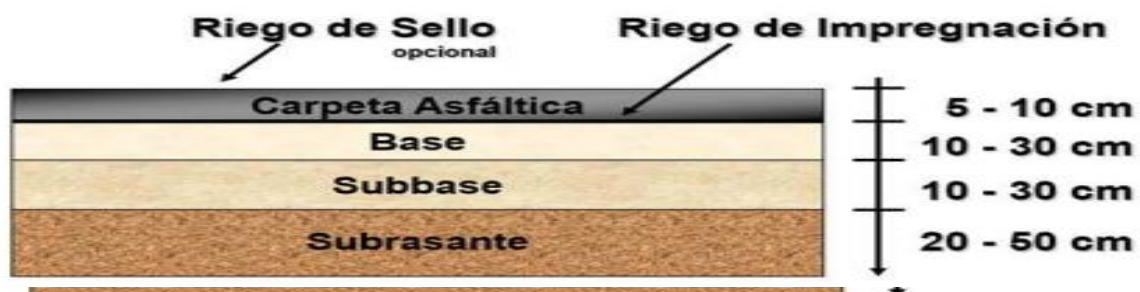 Riego de Sello
opcional
Riego de Impregnación
Carpeta Asfáltica
5 - 10 cm
Base
10 - 30 cm
Subbase
10 - 30 cm
Subrasante
20 - 50 cm